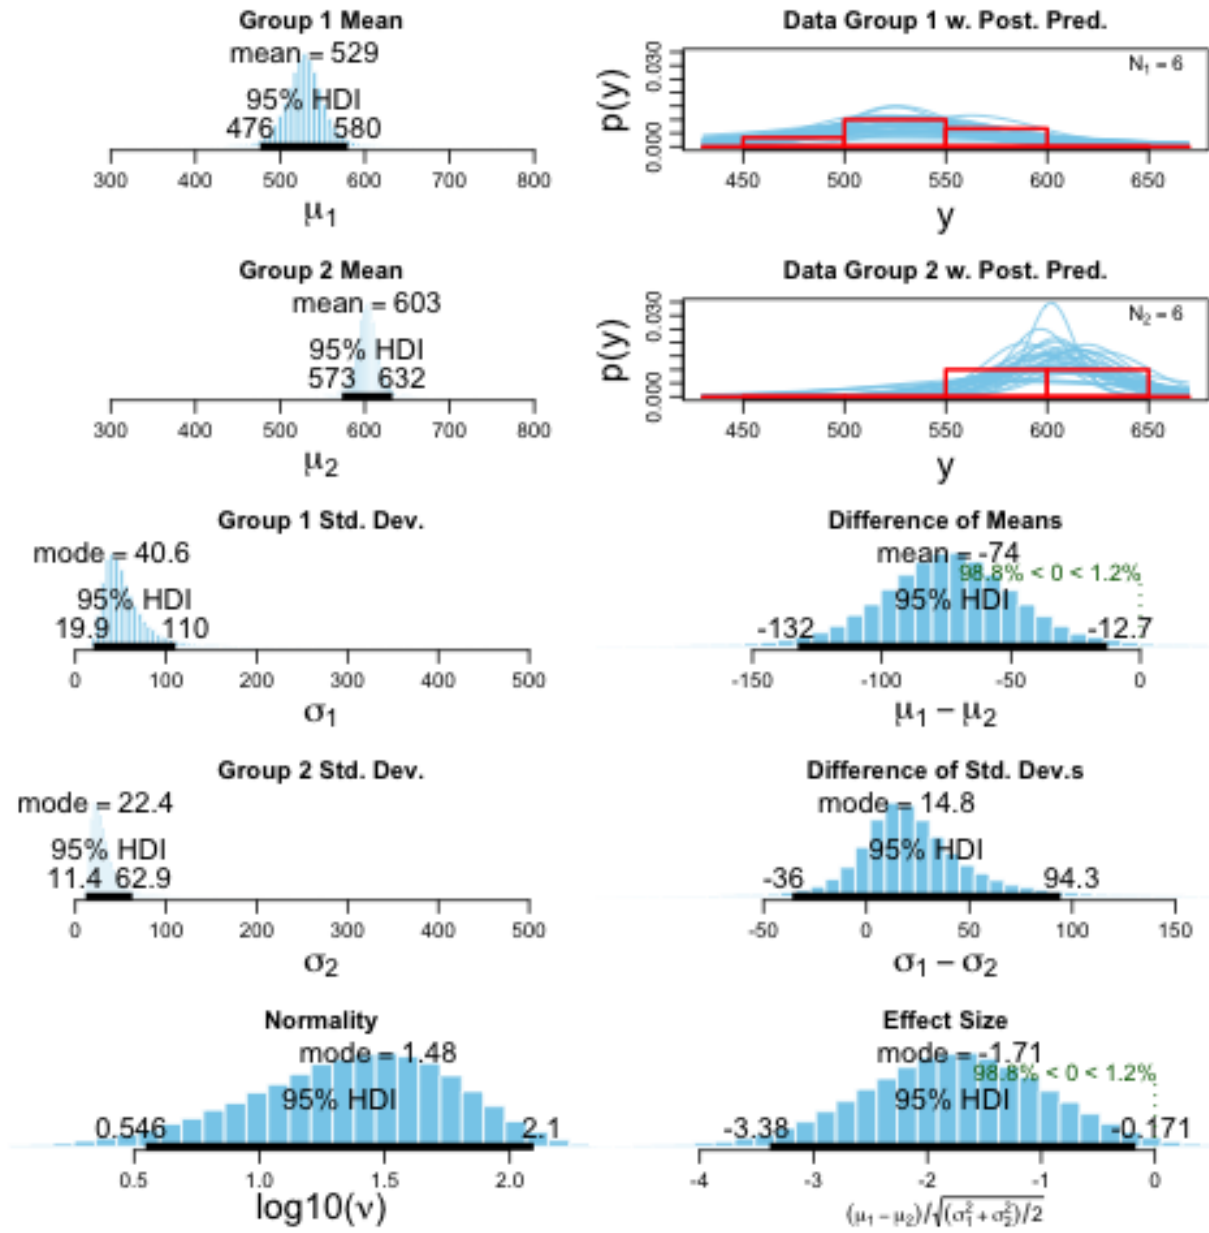 Group 1 Mean
mean = 529
95% HDI
476 580
300 400 500 600 700 800
μ1
Data Group 1 w. Post. Pred.
N1 = 6
p(y)
0.000 0.030
450 500 550 600 650
y
Group 2 Mean
mean = 603
95% HDI
573 632
300 400 500 600 700 800
μ2
Data Group 2 w. Post. Pred.
N2 = 6
p(y)
0.000 0.030
450 500 550 600 650
y
Group 1 Std. Dev.
mode = 40.6
95% HDI
19.9 110
0 100 200 300 400 500
σ1
Difference of Means
mean = -74
98.8% < 0 < 1.2%
95% HDI
-132 -12.7
-150 -100 -50 0
μ1 − μ2
Group 2 Std. Dev.
mode = 22.4
95% HDI
11.4 62.9
0 100 200 300 400 500
σ2
Difference of Std. Dev.s
mode = 14.8
95% HDI
-36 94.3
-50 0 50 100 150
σ1 − σ2
Normality
mode = 1.48
95% HDI
0.546 2.1
0.5 1.0 1.5 2.0
log10(ν)
Effect Size
mode = -1.71
98.8% < 0 < 1.2%
95% HDI
-3.38 -0.171
-4 -3 -2 -1 0
(μ1 − μ2)/√(σ1² + σ2²)/2